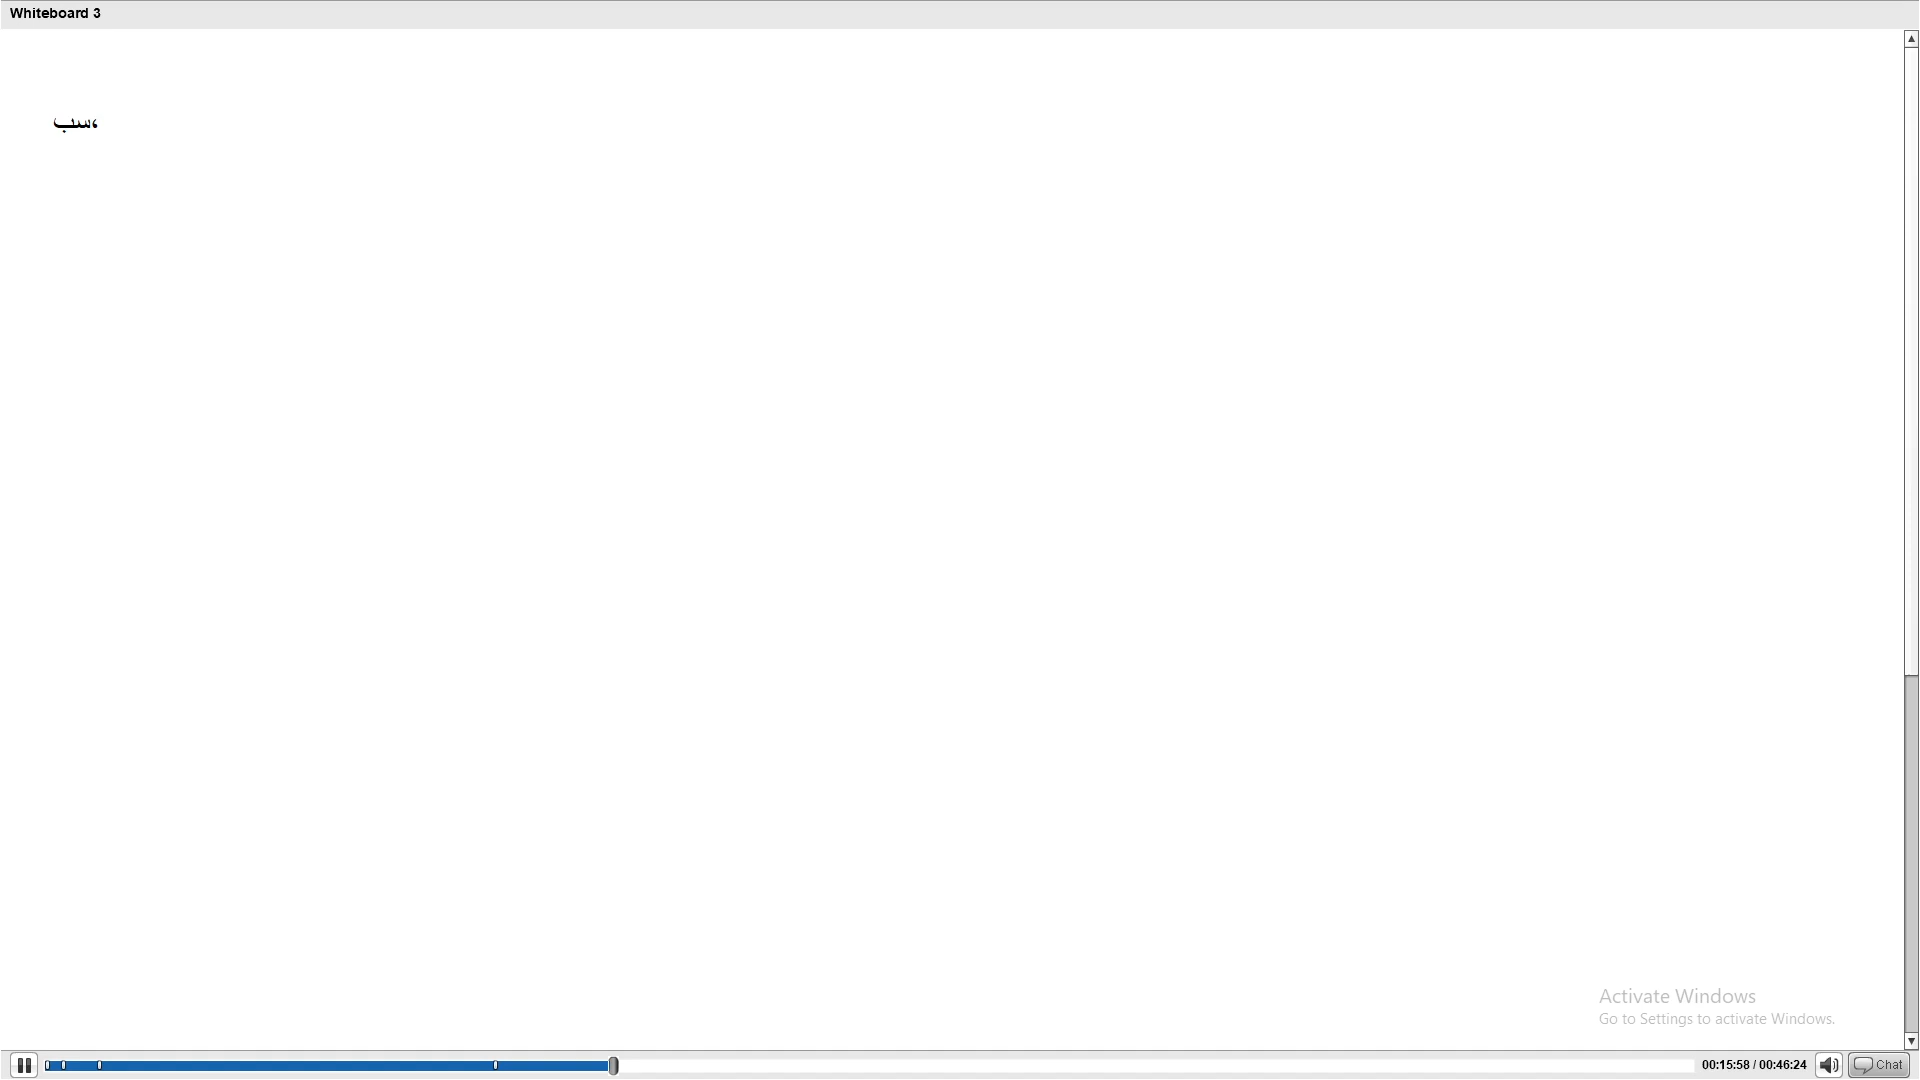 Whiteboard 3
،سب
Activate Windows
Go to Settings to activate Windows.
00:15:58 / 00:46:24
Chat